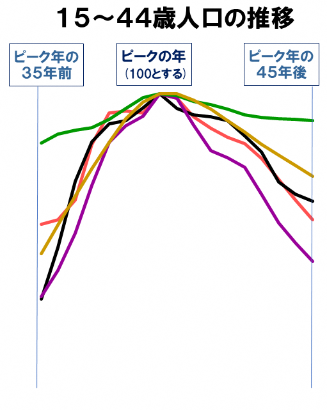 15～44歳人口の推移
ピーク年の
35年前
ピークの年
(100とする)
ピーク年の
45年後